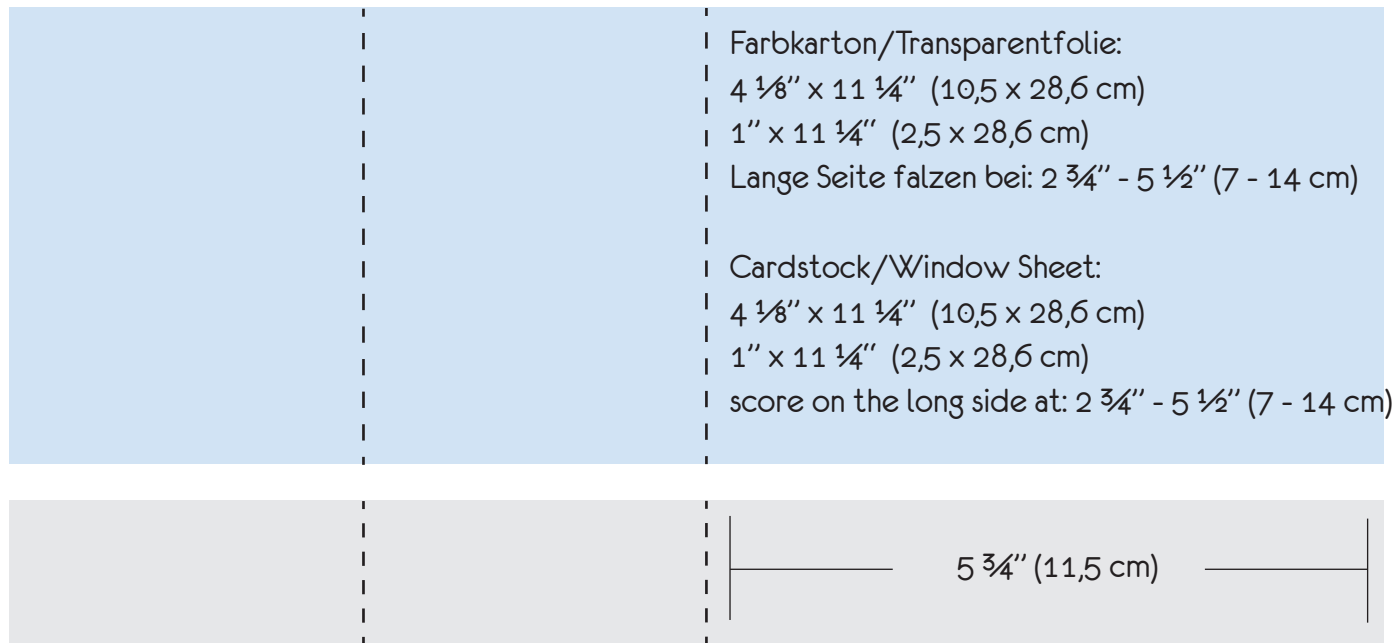 Farbkarton/Transparentfolie:
4 ⅛’’ x 11 ¼’’ (10,5 x 28,6 cm)
1’’ x 11 ¼’’ (2,5 x 28,6 cm)
Lange Seite falzen bei: 2 ¾’’ - 5 ½’’ (7 - 14 cm)
Cardstock/Window Sheet:
4 ⅛’’ x 11 ¼’’ (10,5 x 28,6 cm)
1’’ x 11 ¼’’ (2,5 x 28,6 cm)
score on the long side at: 2 ¾’’ - 5 ½’’ (7 - 14 cm)
5 ¾’’ (11,5 cm)